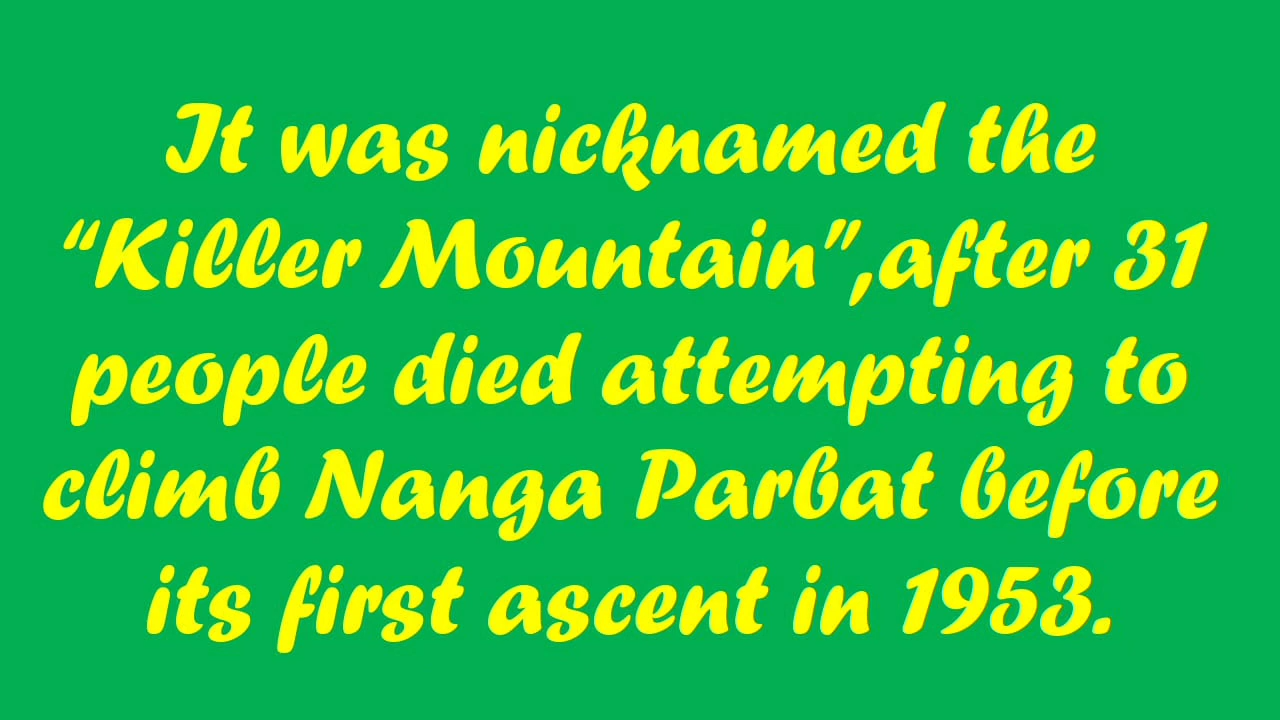 It was nicknamed the
“Killer Mountain”,after 31
people died attempting to
climb Nanga Parbat before
its first ascent in 1953.